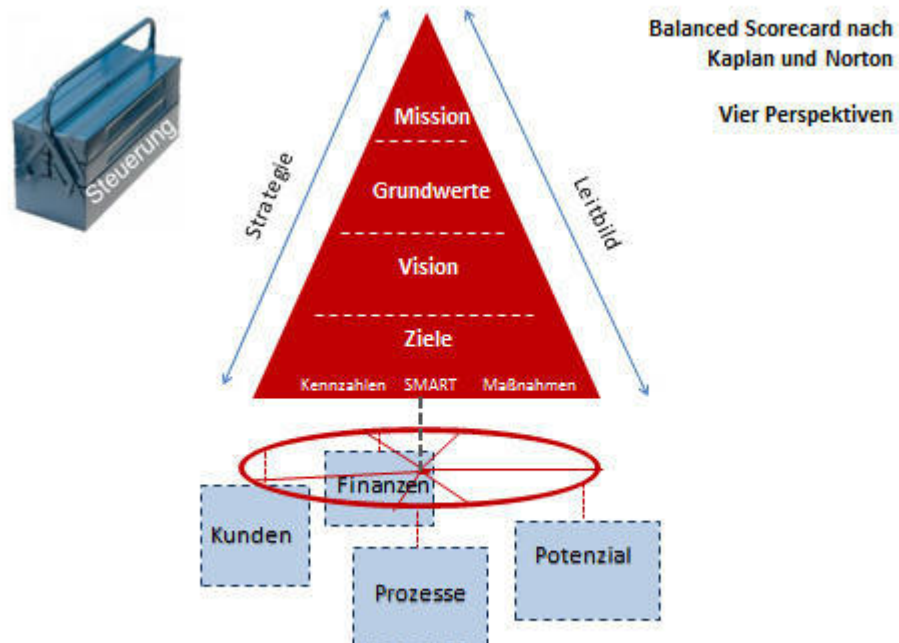 Balanced Scorecard nach
Kaplan und Norton
Vier Perspektiven
Steuerung
Strategie
Leitbild
Mission
Grundwerte
Vision
Ziele
Kennzahlen SMART Maßnahmen
Finanzen
Kunden
Prozesse
Potenzial